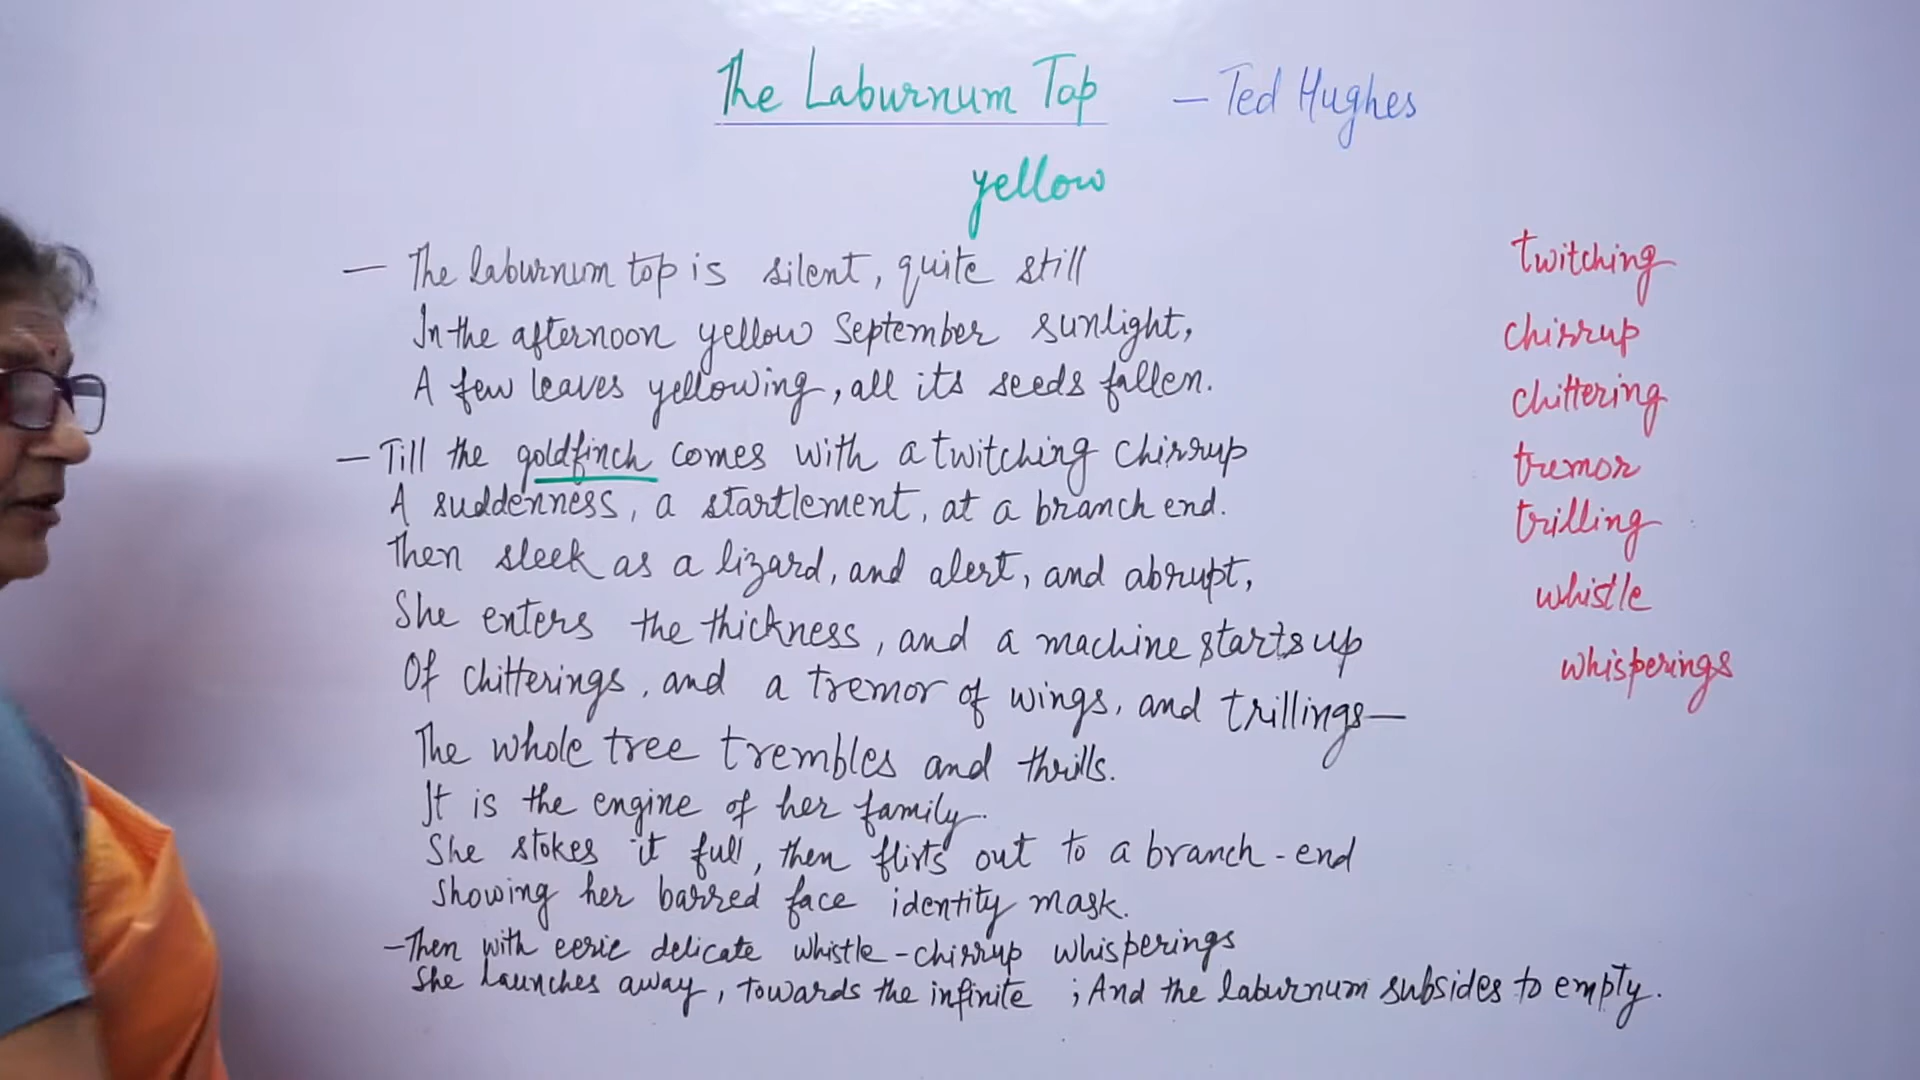 The Laburnum Top — Ted Hughes
yellow
— The laburnum top is silent, quite still
In the afternoon yellow September sunlight,
A few leaves yellowing, all its seeds fallen.
— Till the goldfinch comes with a twitching chirrup
A suddenness, a startlement, at a branch end.
Then sleek as a lizard, and alert, and abrupt,
She enters the thickness, and a machine starts up
Of chitterings, and a tremor of wings, and trillings—
The whole tree trembles and thrills.
It is the engine of her family.
She stokes it full, then flirts out to a branch-end
Showing her barred face identity mask.
- Then with eerie delicate whistle-chirrup whisperings
She launches away, towards the infinite ; And the laburnum subsides to empty.
twitching
chirrup
chittering
tremor
trilling
whistle
whisperings